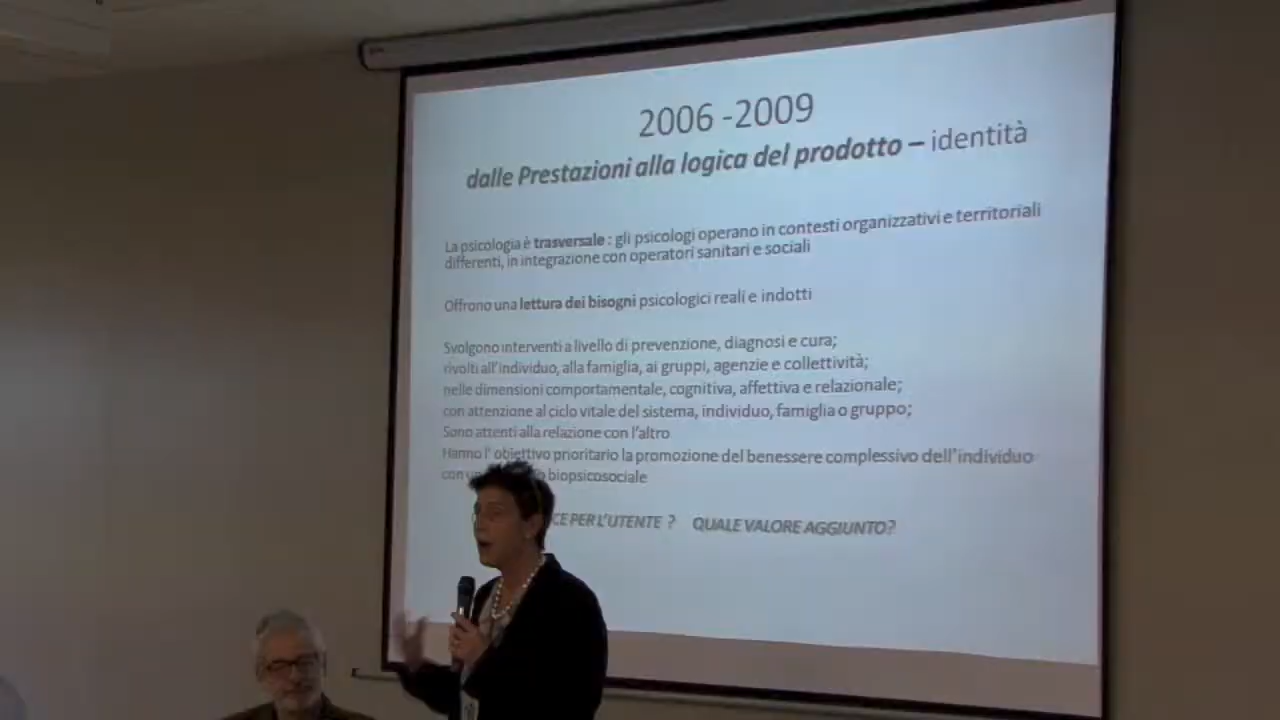 2006 -2009
dalle Prestazioni alla logica del prodotto – identità
La psicologia è trasversale : gli psicologi operano in contesti organizzativi e territoriali
differenti, in integrazione con operatori sanitari e sociali
Offrono una lettura dei bisogni psicologici reali e indotti
Svolgono interventi a livello di prevenzione, diagnosi e cura;
rivolti all'individuo, alla famiglia, ai gruppi, agenzie e collettività;
nelle dimensioni comportamentale, cognitiva, affettiva e relazionale;
con attenzione al ciclo vitale del sistema, individuo, famiglia o gruppo;
Sono attenti alla relazione con l'altro
Hanno l' obiettivo prioritario la promozione del benessere complessivo dell'individuo
con biopsicosociale
PER L'UTENTE ? QUALE VALORE AGGIUNTO?